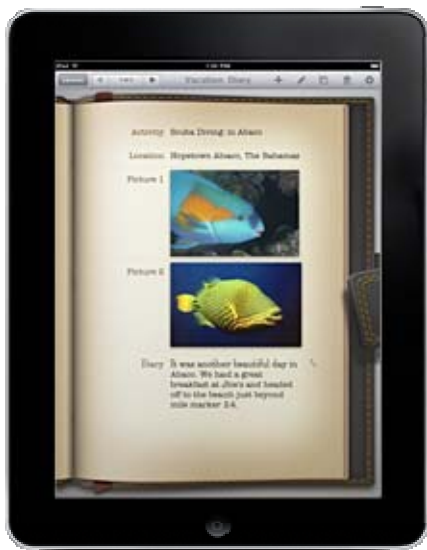 iPad
Vacation Diary
Activity Scuba Diving in Abaco
Location Hopetown Abaco, The Bahamas
Picture 1
Picture 2
Diary It was another beautiful day in
Abaco. We had a great
breakfast at Jibe's and headed
off to the beach just beyond
mile marker 24.